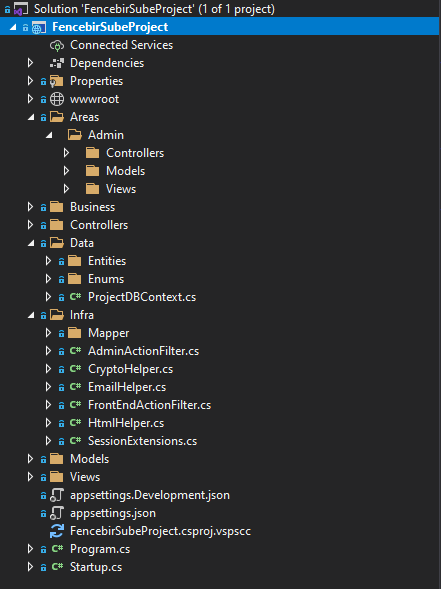 Solution 'FencebirSubeProject' (1 of 1 project)
FencebirSubeProject
Connected Services
Dependencies
Properties
wwwroot
Areas
Admin
Controllers
Models
Views
Business
Controllers
Data
Entities
Enums
C# ProjectDBContext.cs
Infra
Mapper
C# AdminActionFilter.cs
C# CryptoHelper.cs
C# EmailHelper.cs
C# FrontEndActionFilter.cs
C# HtmlHelper.cs
C# SessionExtensions.cs
Models
Views
appsettings.Development.json
appsettings.json
FencebirSubeProject.csproj.vspscc
C# Program.cs
C# Startup.cs